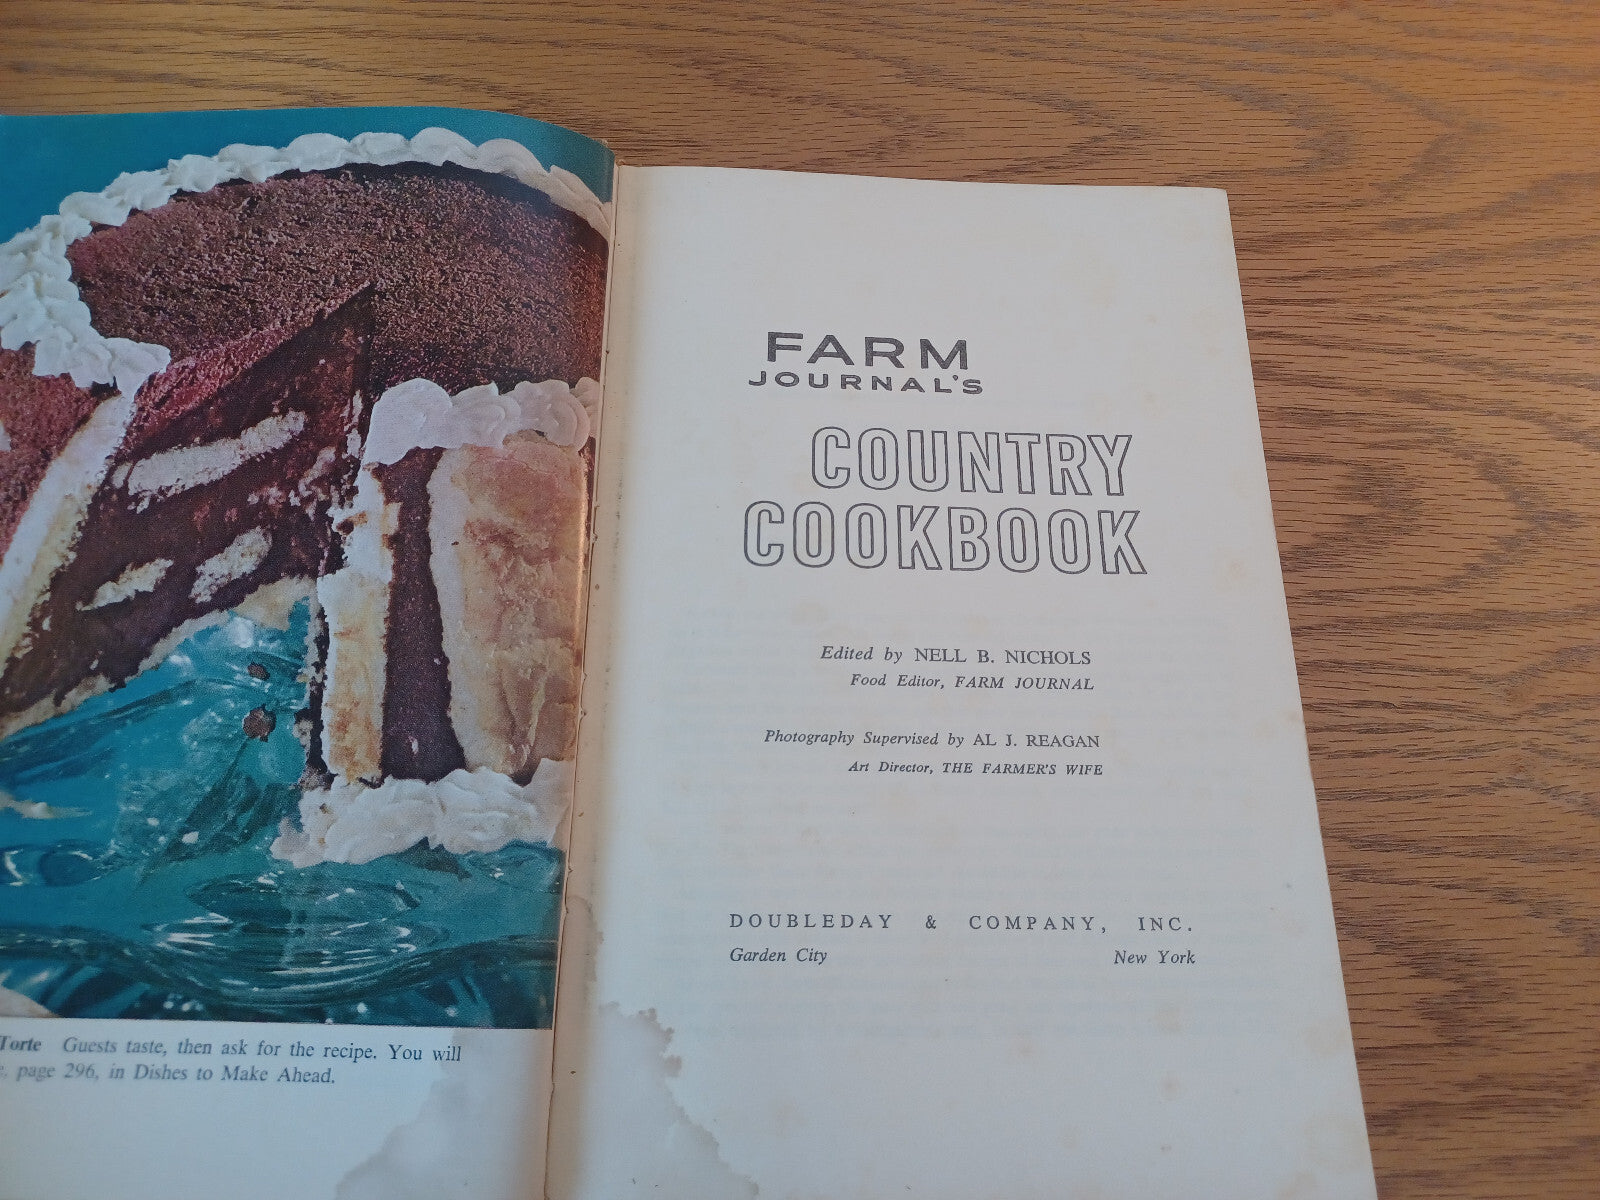 Torte Guests taste, then ask for the recipe. You will
page 296, in Dishes to Make Ahead.
FARM
JOURNAL'S
COUNTRY
COOKBOOK
Edited by NELL B. NICHOLS
Food Editor, FARM JOURNAL
Photography Supervised by AL J. REAGAN
Art Director, THE FARMER'S WIFE
DOUBLEDAY & COMPANY, INC.
Garden City New York